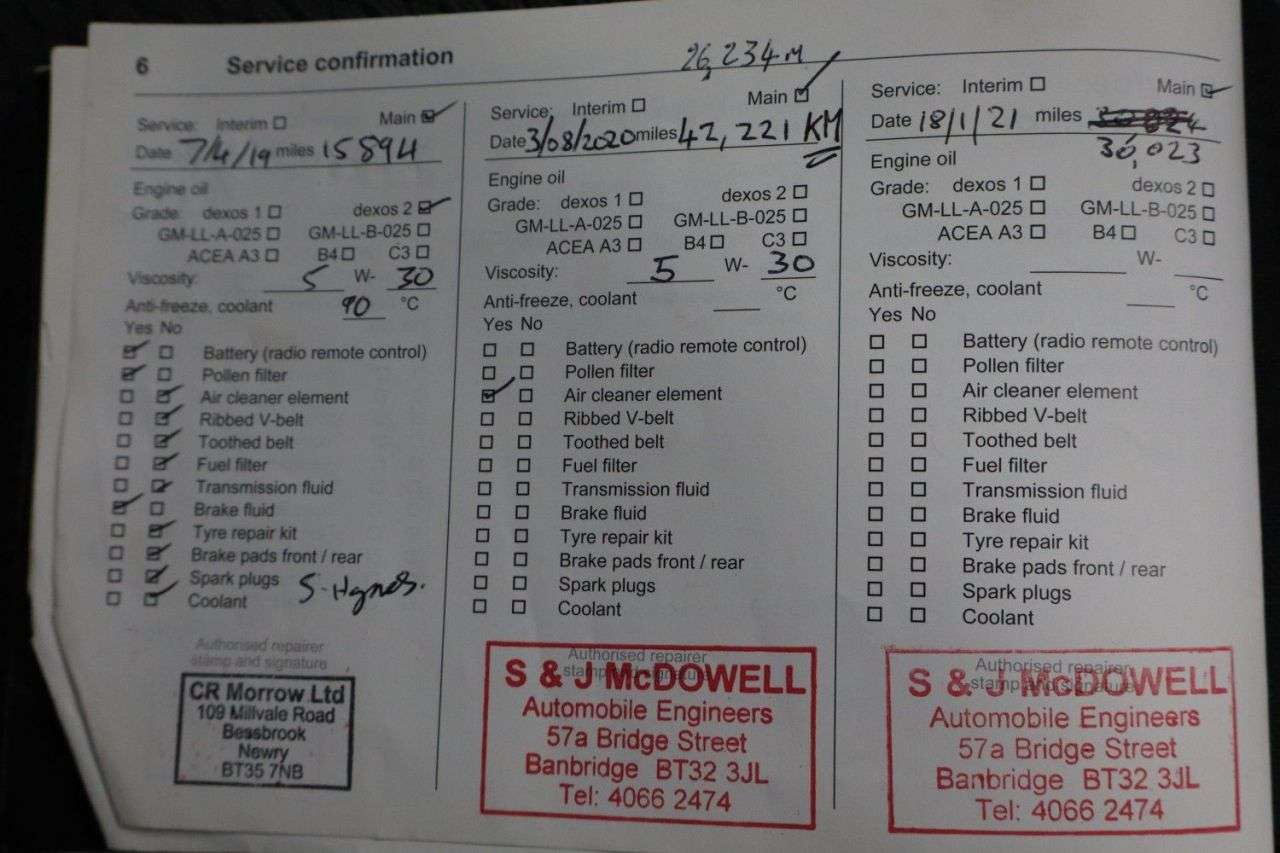 6 Service confirmation
26,234 M
Service: Interim Main
Date 7/4/19 miles 15894
Engine oil
Grade: dexos 1 dexos 2
GM-LL-A-025 GM-LL-B-025
ACEA A3 B4 C3
Viscosity: 5 W- 30
Anti-freeze, coolant 90 °C
Yes No
Battery (radio remote control)
Pollen filter
Air cleaner element
Ribbed V-belt
Toothed belt
Fuel filter
Transmission fluid
Brake fluid
Tyre repair kit
Brake pads front / rear
Spark plugs
Coolant
Authorised repairer
stamp and signature
CR Morrow Ltd
109 Millvale Road
Bessbrook
Newry
BT35 7NB
Service: Interim Main
Date 3/08/2020 miles 42,221 KM
Engine oil
Grade: dexos 1 dexos 2
GM-LL-A-025 GM-LL-B-025
ACEA A3 B4 C3
Viscosity: 5 W- 30
Anti-freeze, coolant °C
Yes No
Battery (radio remote control)
Pollen filter
Air cleaner element
Ribbed V-belt
Toothed belt
Fuel filter
Transmission fluid
Brake fluid
Tyre repair kit
Brake pads front / rear
Spark plugs
Coolant
Authorised repairer
stamp and signature
S & J McDOWELL
Automobile Engineers
57a Bridge Street
Banbridge BT32 3JL
Tel: 4066 2474
Service: Interim Main
Date 18/1/21 miles
30,023
Engine oil
Grade: dexos 1 dexos 2
GM-LL-A-025 GM-LL-B-025
ACEA A3 B4 C3
Viscosity: W-
Anti-freeze, coolant °C
Yes No
Battery (radio remote control)
Pollen filter
Air cleaner element
Ribbed V-belt
Toothed belt
Fuel filter
Transmission fluid
Brake fluid
Tyre repair kit
Brake pads front / rear
Spark plugs
Coolant
Authorised repairer
stamp and signature
S & J McDOWELL
Automobile Engineers
57a Bridge Street
Banbridge BT32 3JL
Tel: 4066 2474